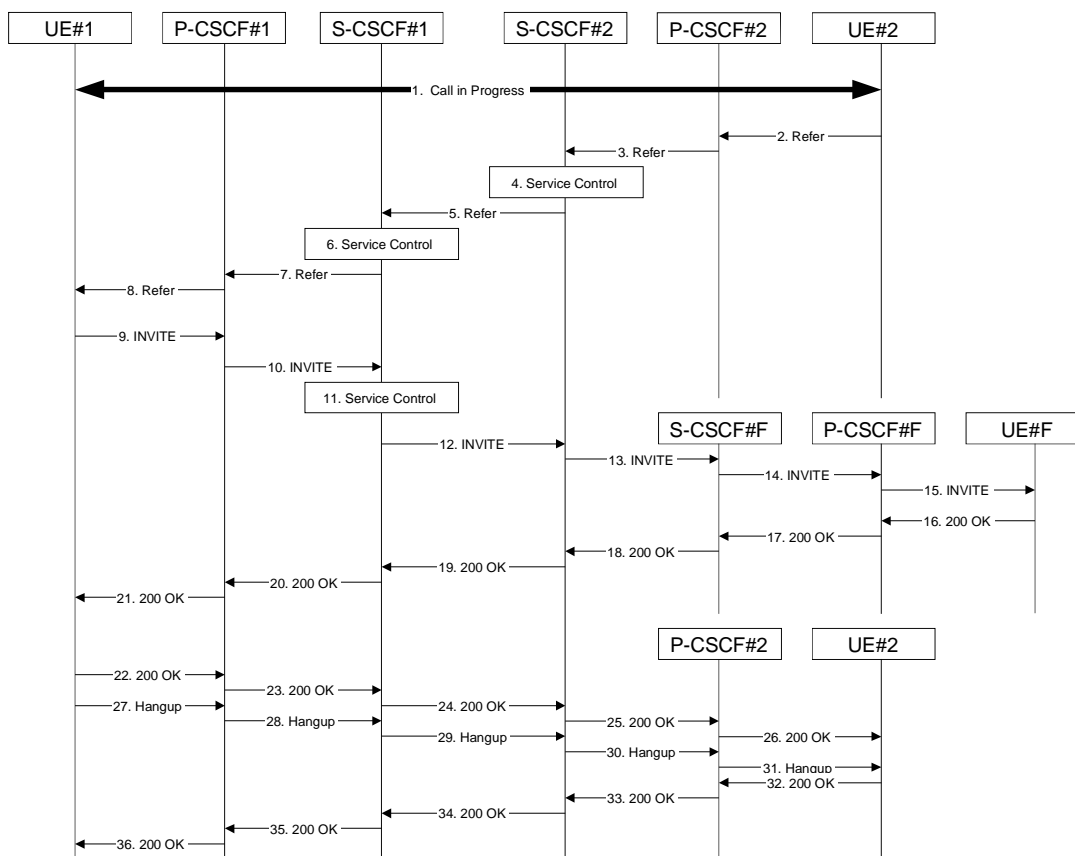 UE#1 P-CSCF#1 S-CSCF#1 S-CSCF#2 P-CSCF#2 UE#2
1. Call in Progress
2. Refer
3. Refer
4. Service Control
5. Refer
6. Service Control
7. Refer
8. Refer
9. INVITE
10. INVITE
11. Service Control
S-CSCF#F P-CSCF#F UE#F
12. INVITE
13. INVITE
14. INVITE
15. INVITE
16. 200 OK
17. 200 OK
18. 200 OK
19. 200 OK
20. 200 OK
21. 200 OK
P-CSCF#2 UE#2
22. 200 OK
23. 200 OK
27. Hangup
24. 200 OK
28. Hangup
25. 200 OK
29. Hangup
26. 200 OK
30. Hangup
31. Hangup
32. 200 OK
33. 200 OK
34. 200 OK
35. 200 OK
36. 200 OK